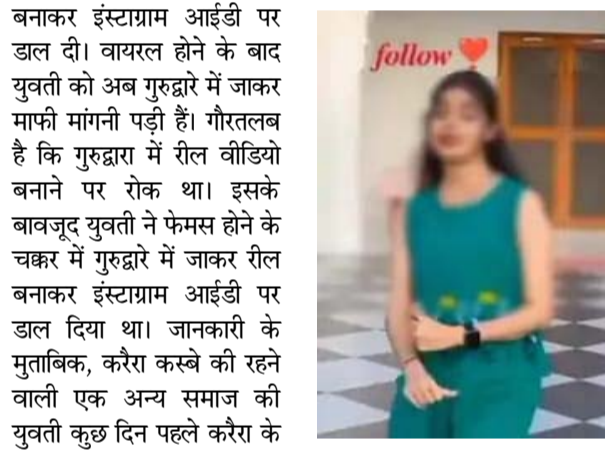 बनाकर इंस्टाग्राम आईडी पर
डाल दी। वायरल होने के बाद
युवती को अब गुरुद्वारे में जाकर
माफी मांगनी पड़ी हैं। गौरतलब
है कि गुरुद्वारा में रील वीडियो
बनाने पर रोक था। इसके
बावजूद युवती ने फेमस होने के
चक्कर में गुरुद्वारे में जाकर रील
बनाकर इंस्टाग्राम आईडी पर
डाल दिया था। जानकारी के
मुताबिक, करैरा कस्बे की रहने
वाली एक अन्य समाज की
युवती कुछ दिन पहले करैरा के
follow ❤️